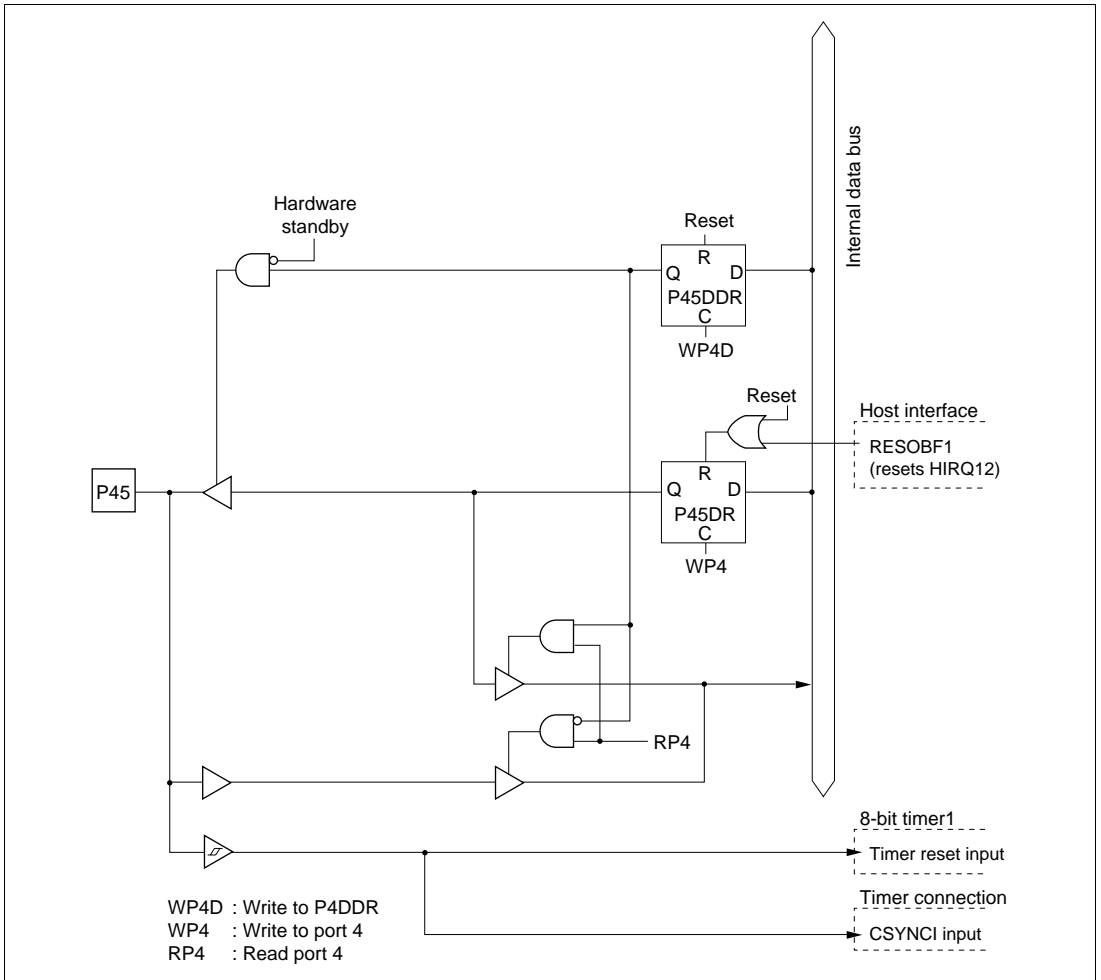 Internal data bus
Hardware
standby
Reset
R
Q
D
P45DDR
C
WP4D
Reset
Host interface
RESOBF1
(resets HIRQ12)
P45
R
Q
D
P45DR
C
WP4
RP4
8-bit timer1
Timer reset input
Timer connection
CSYNCI input
WP4D : Write to P4DDR
WP4 : Write to port 4
RP4 : Read port 4